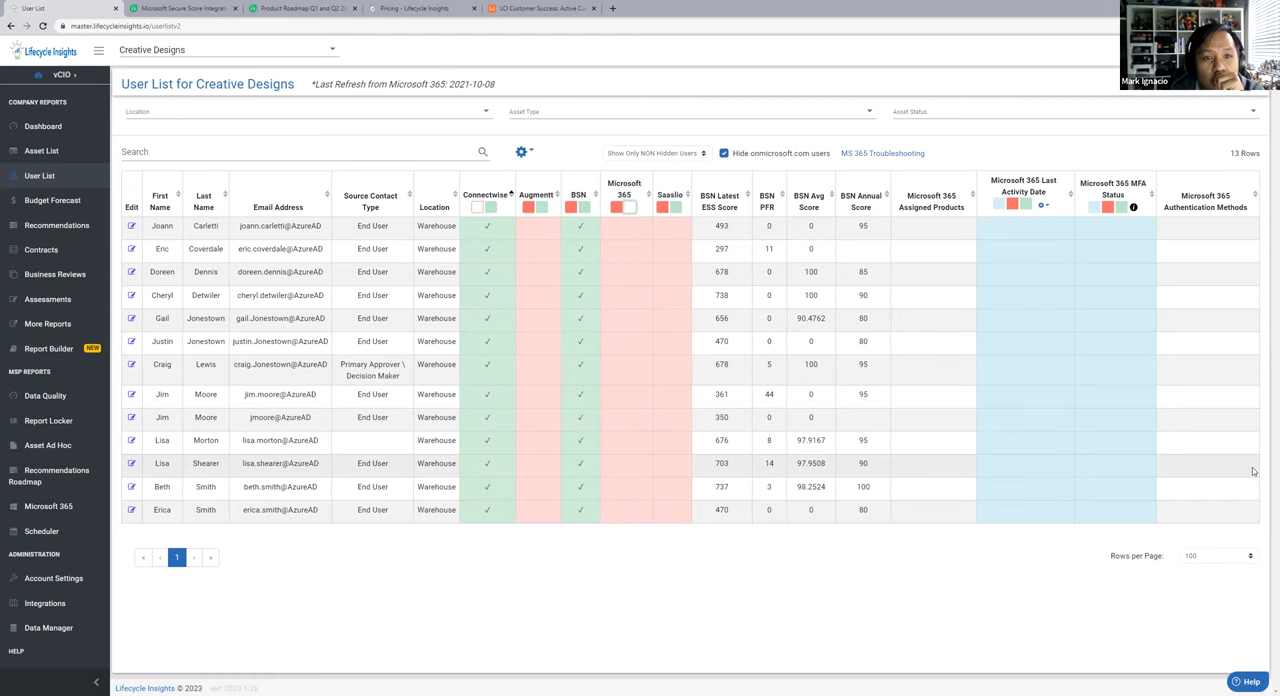 User List
Microsoft Secure Score Integrat
Product Roadmap Q1 and Q2 20
Pricing - Lifecycle Insights
LCI Customer Success: Active Cu
master.lifecycleinsights.io/userlistv2
Lifecycle Insights
Creative Designs
Mark Ignacio
vCIO ›
COMPANY REPORTS
Dashboard
Asset List
User List
Budget Forecast
Recommendations
Contracts
Business Reviews
Assessments
More Reports
Report Builder NEW
MSP REPORTS
Data Quality
Report Locker
Asset Ad Hoc
Recommendations
Roadmap
Microsoft 365
Scheduler
ADMINISTRATION
Account Settings
Integrations
Data Manager
HELP
User List for Creative Designs *Last Refresh from Microsoft 365: 2021-10-08
Location Asset Type Asset Status
Search Show Only NON Hidden Users Hide onmicrosoft.com users MS 365 Troubleshooting 13 Rows
Edit First Name Last Name Email Address Source Contact Type Location Connectwise Augmentt BSN Microsoft 365 Saaslio BSN Latest ESS Score BSN PFR BSN Avg Score BSN Annual Score Microsoft 365 Assigned Products Microsoft 365 Last Activity Date Microsoft 365 MFA Status Microsoft 365 Authentication Methods
Joann Carletti joann.carletti@AzureAD End User Warehouse ✓ ✓ 493 0 0 95
Eric Coverdale eric.coverdale@AzureAD End User Warehouse ✓ ✓ 297 11 0
Doreen Dennis doreen.dennis@AzureAD End User Warehouse ✓ ✓ 678 0 100 85
Cheryl Detwiler cheryl.detwiler@AzureAD End User Warehouse ✓ ✓ 738 0 100 90
Gail Jonestown gail.Jonestown@AzureAD End User Warehouse ✓ ✓ 656 0 90.4762 80
Justin Jonestown justin.Jonestown@AzureAD End User Warehouse ✓ ✓ 470 0 0 80
Craig Lewis craig.Jonestown@AzureAD Primary Approver \ Decision Maker Warehouse ✓ ✓ 678 5 100 95
Jim Moore jim.moore@AzureAD End User Warehouse ✓ ✓ 361 44 0 95
Jim Moore jmoore@AzureAD End User Warehouse ✓ ✓ 350 0 0
Lisa Morton lisa.morton@AzureAD End User Warehouse ✓ ✓ 676 8 97.9167 95
Lisa Shearer lisa.shearer@AzureAD End User Warehouse ✓ ✓ 703 14 97.9508 90
Beth Smith beth.smith@AzureAD End User Warehouse ✓ ✓ 737 3 98.2524 100
Erica Smith erica.smith@AzureAD End User Warehouse ✓ ✓ 470 0 0 80
« ‹ 1 › »
Rows per Page: 100
Lifecycle Insights © 2023 ver: 2023.1.26
Help